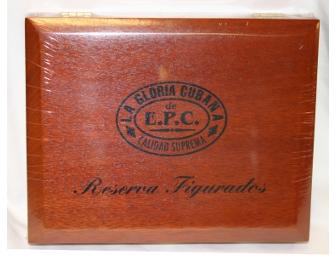 LA GLORIA CUBANA
de
E.P.C.
CALIDAD SUPREMA
Reserva Figurados